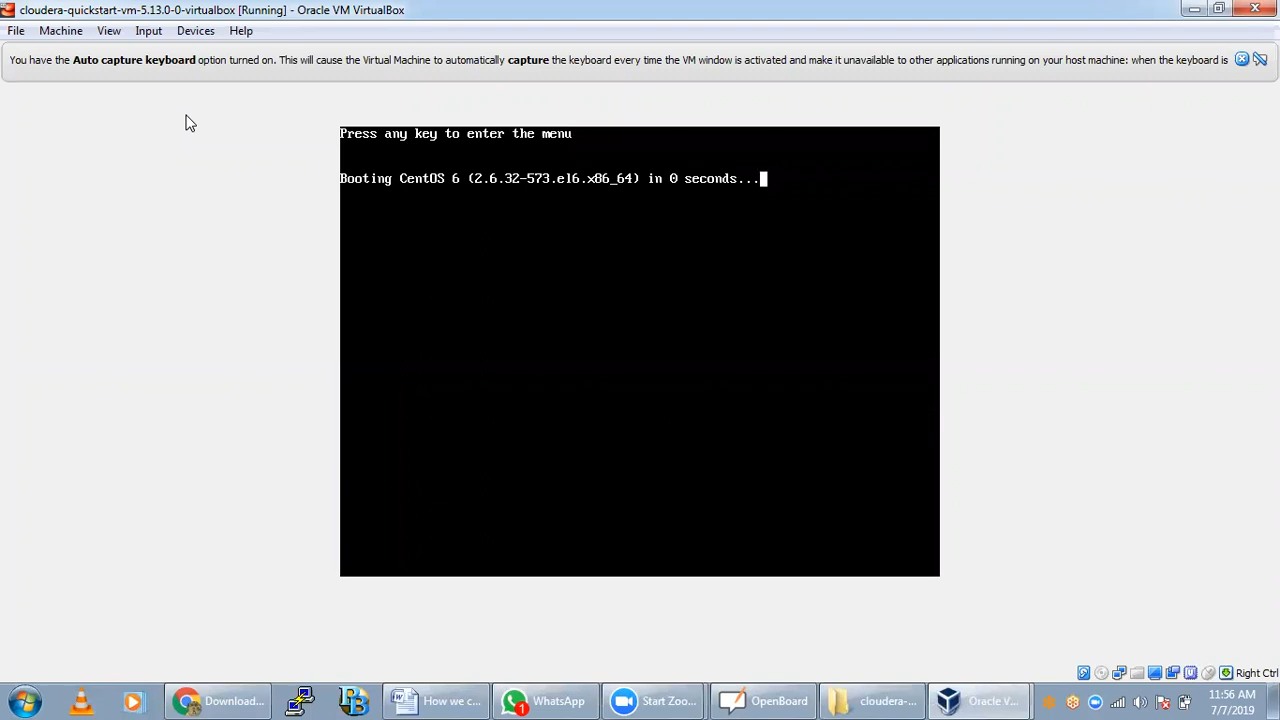 cloudera-quickstart-vm-5.13.0-0-virtualbox [Running] - Oracle VM VirtualBox
File Machine View Input Devices Help
You have the Auto capture keyboard option turned on. This will cause the Virtual Machine to automatically capture the keyboard every time the VM window is activated and make it unavailable to other applications running on your host machine: when the keyboard is
Press any key to enter the menu
Booting CentOS 6 (2.6.32-573.el6.x86_64) in 0 seconds...
Right Ctrl
Download...
How we c...
1
WhatsApp
Start Zoo...
OpenBoard
cloudera-...
Oracle V...
11:56 AM
7/7/2019